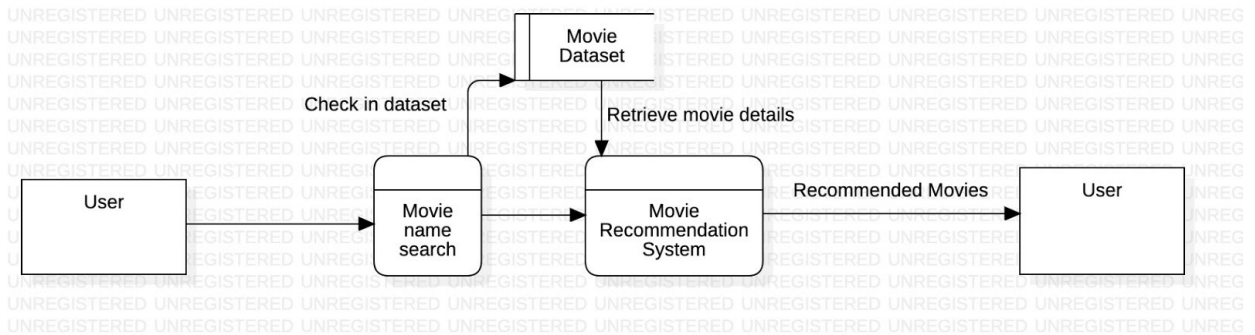 Movie
Dataset
Check in dataset
Retrieve movie details
User
Movie
name
search
Movie
Recommendation
System
Recommended Movies
User